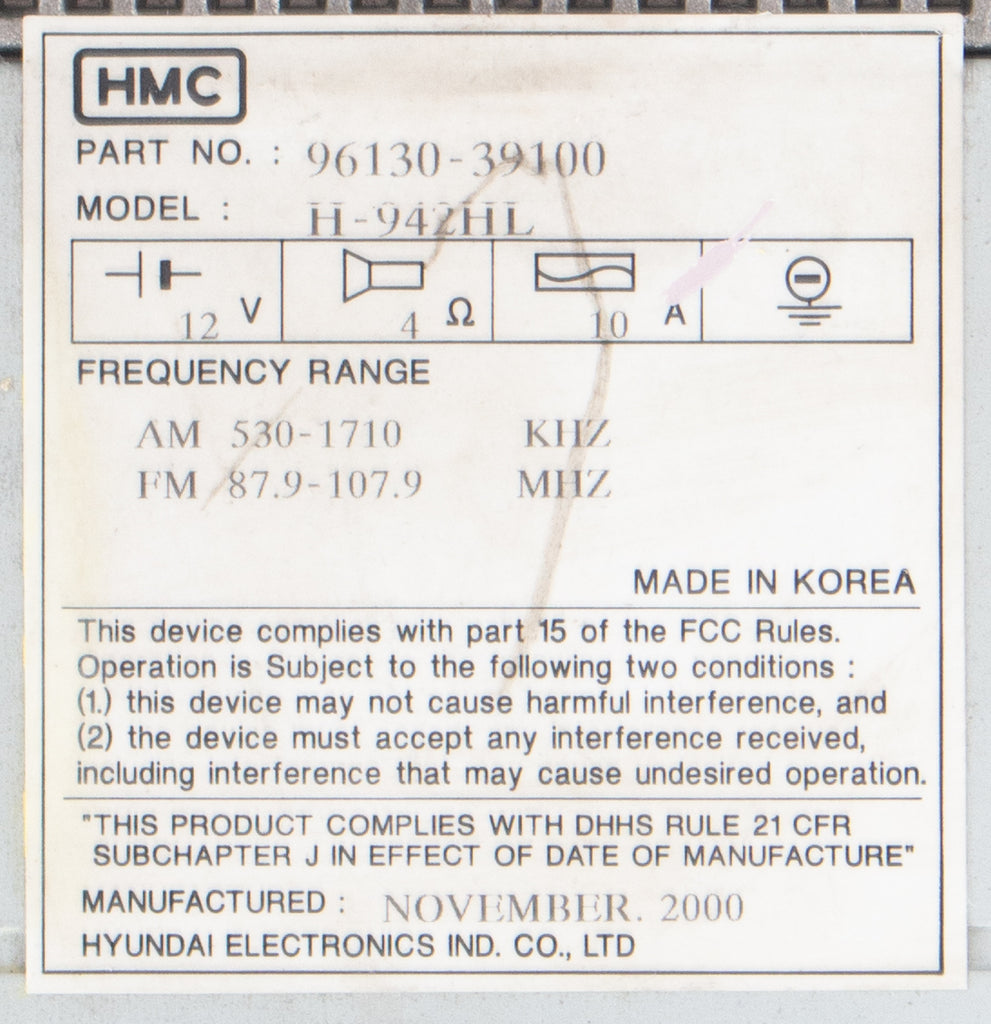 HMC
PART NO. : 96130-39100
MODEL : H-942HL
12 V 4 Ω 10 A
FREQUENCY RANGE
AM 530-1710 KHZ
FM 87.9-107.9 MHZ
MADE IN KOREA
This device complies with part 15 of the FCC Rules.
Operation is Subject to the following two conditions :
(1.) this device may not cause harmful interference, and
(2) the device must accept any interference received,
including interference that may cause undesired operation.
"THIS PRODUCT COMPLIES WITH DHHS RULE 21 CFR
SUBCHAPTER J IN EFFECT OF DATE OF MANUFACTURE"
MANUFACTURED : NOVEMBER. 2000
HYUNDAI ELECTRONICS IND. CO., LTD